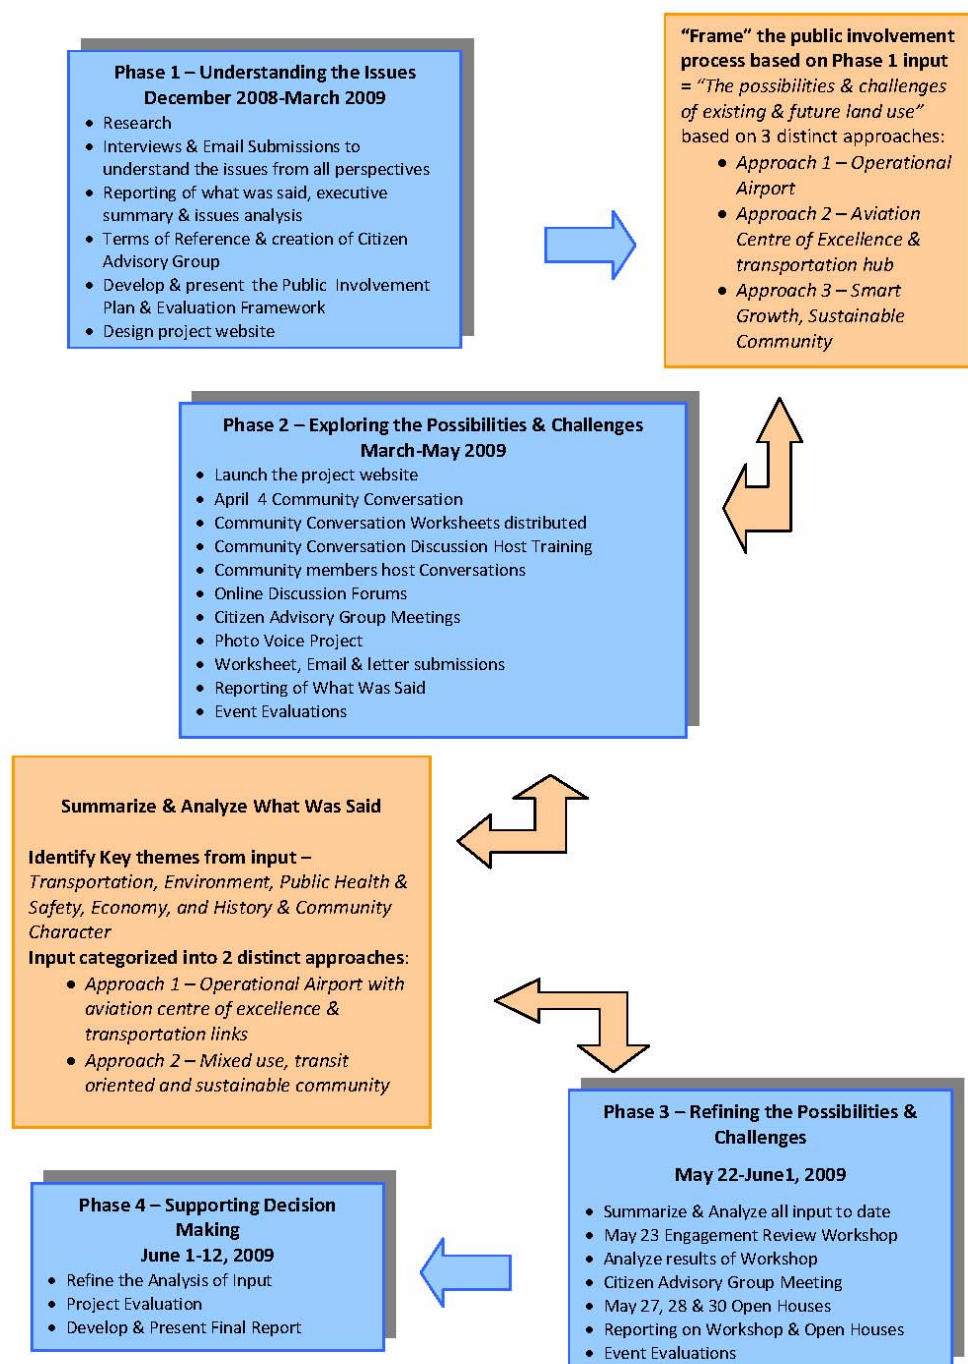 Phase 1 – Understanding the Issues
December 2008-March 2009
• Research
• Interviews & Email Submissions to
understand the issues from all perspectives
• Reporting of what was said, executive
summary & issues analysis
• Terms of Reference & creation of Citizen
Advisory Group
• Develop & present the Public Involvement
Plan & Evaluation Framework
• Design project website
“Frame” the public involvement
process based on Phase 1 input
= “The possibilities & challenges
of existing & future land use”
based on 3 distinct approaches:
• Approach 1 – Operational
Airport
• Approach 2 – Aviation
Centre of Excellence &
transportation hub
• Approach 3 – Smart
Growth, Sustainable
Community
Phase 2 – Exploring the Possibilities & Challenges
March-May 2009
• Launch the project website
• April 4 Community Conversation
• Community Conversation Worksheets distributed
• Community Conversation Discussion Host Training
• Community members host Conversations
• Online Discussion Forums
• Citizen Advisory Group Meetings
• Photo Voice Project
• Worksheet, Email & letter submissions
• Reporting of What Was Said
• Event Evaluations
Summarize & Analyze What Was Said
Identify Key themes from input –
Transportation, Environment, Public Health &
Safety, Economy, and History & Community
Character
Input categorized into 2 distinct approaches:
• Approach 1 – Operational Airport with
aviation centre of excellence &
transportation links
• Approach 2 – Mixed use, transit
oriented and sustainable community
Phase 3 – Refining the Possibilities &
Challenges
May 22-June1, 2009
• Summarize & Analyze all input to date
• May 23 Engagement Review Workshop
• Analyze results of Workshop
• Citizen Advisory Group Meeting
• May 27, 28 & 30 Open Houses
• Reporting on Workshop & Open Houses
• Event Evaluations
Phase 4 – Supporting Decision
Making
June 1-12, 2009
• Refine the Analysis of Input
• Project Evaluation
• Develop & Present Final Report